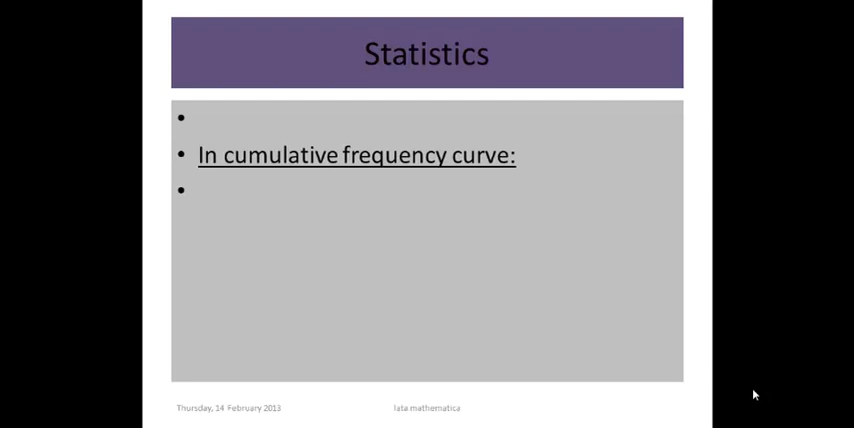 Statistics
•
• In cumulative frequency curve:
•
Thursday, 14 February 2013
lata mathematica